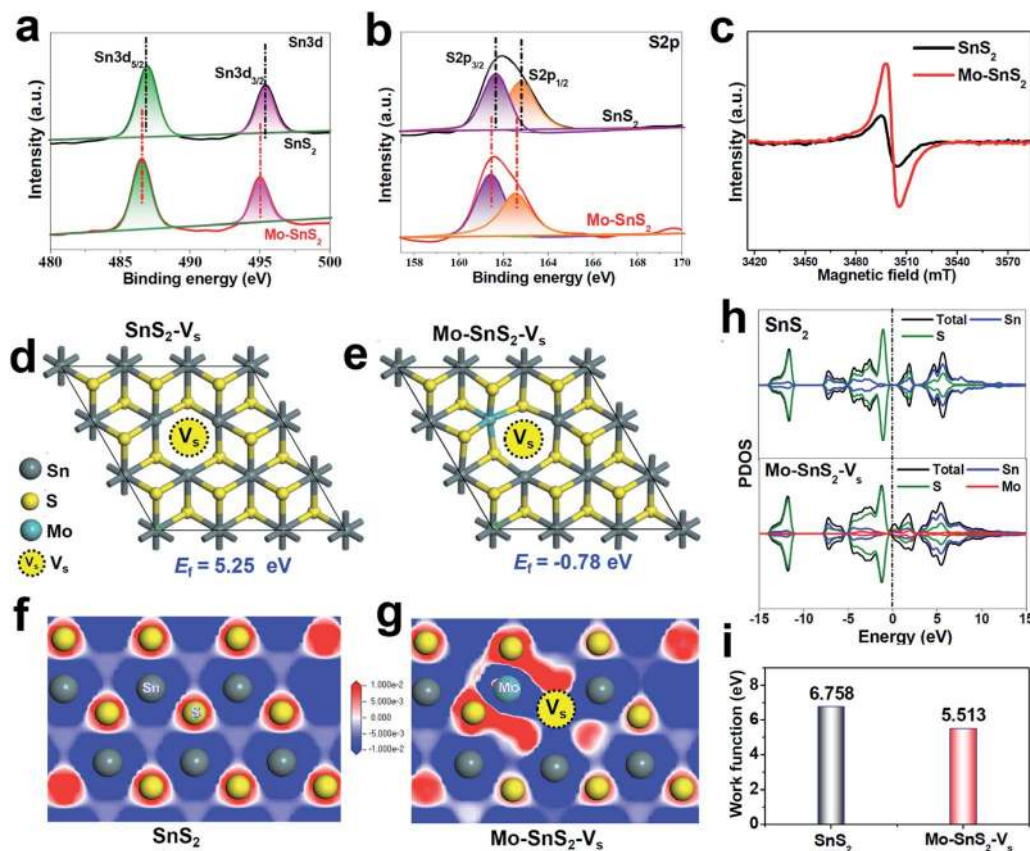 a
Sn3d
Sn3d5/2
Sn3d3/2
SnS2
Mo-SnS2
Intensity (a.u.)
480 485 490 495 500
Binding energy (eV)
b
S2p
S2p3/2
S2p1/2
SnS2
Mo-SnS2
Intensity (a.u.)
158 160 162 164 166 168 170
Binding energy (eV)
c
SnS2
Mo-SnS2
Intensity (a.u.)
3420 3450 3480 3510 3540 3570
Magnetic field (mT)
d
SnS2-Vs
Vs
Sn
S
Mo
Vs Vs
Ef = 5.25 eV
e
Mo-SnS2-Vs
Vs
Ef = -0.78 eV
h
SnS2
Total Sn
S
Mo-SnS2-Vs
Total Sn
S Mo
PDOS
-15 -10 -5 0 5 10 15
Energy (eV)
f
Sn
S
SnS2
1.000e-2
5.000e-3
0.000
-5.000e-3
-1.000e-2
g
Mo
Vs
Mo-SnS2-Vs
i
Work function (eV)
8
6
4
2
0
6.758
5.513
SnS2 Mo-SnS2-Vs